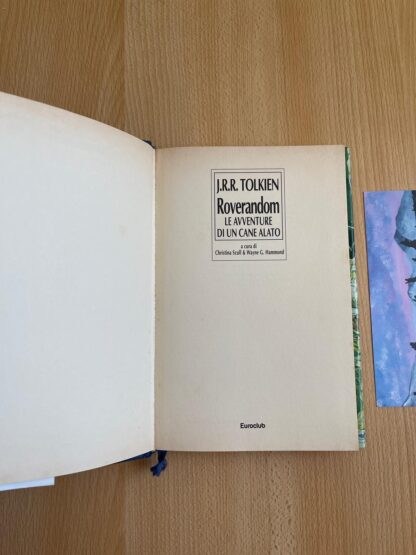 J.R.R. TOLKIEN
Roverandom
LE AVVENTURE
DI UN CANE ALATO
a cura di
Christina Scull & Wayne G. Hammond
Euroclub